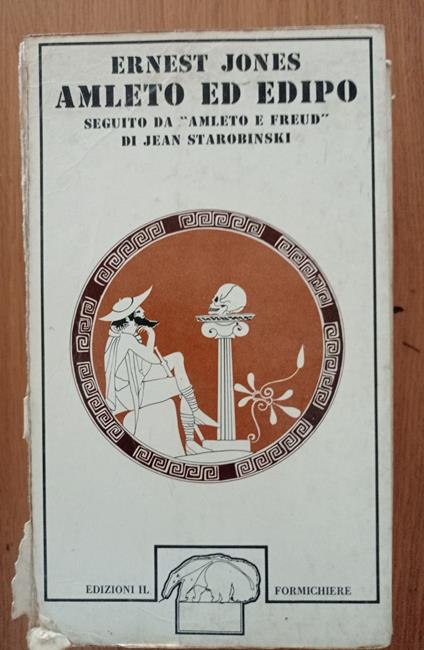 ERNEST JONES
AMLETO ED EDIPO
SEGUITO DA "AMLETO E FREUD"
DI JEAN STAROBINSKI
EDIZIONI IL FORMICHIERE